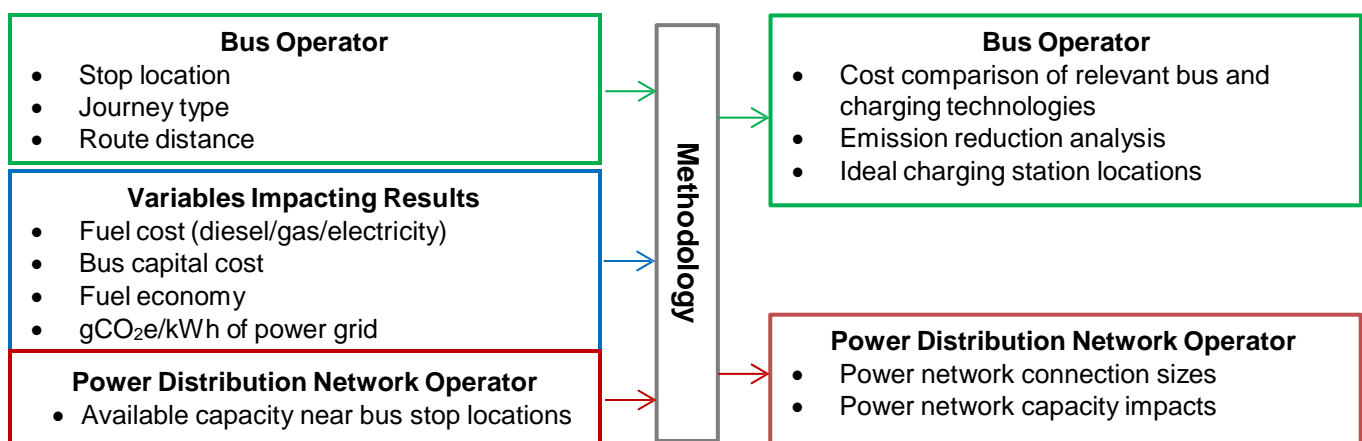 Bus Operator
• Stop location
• Journey type
• Route distance
Variables Impacting Results
• Fuel cost (diesel/gas/electricity)
• Bus capital cost
• Fuel economy
• gCO₂e/kWh of power grid
Power Distribution Network Operator
• Available capacity near bus stop locations
Methodology
Bus Operator
• Cost comparison of relevant bus and
charging technologies
• Emission reduction analysis
• Ideal charging station locations
Power Distribution Network Operator
• Power network connection sizes
• Power network capacity impacts